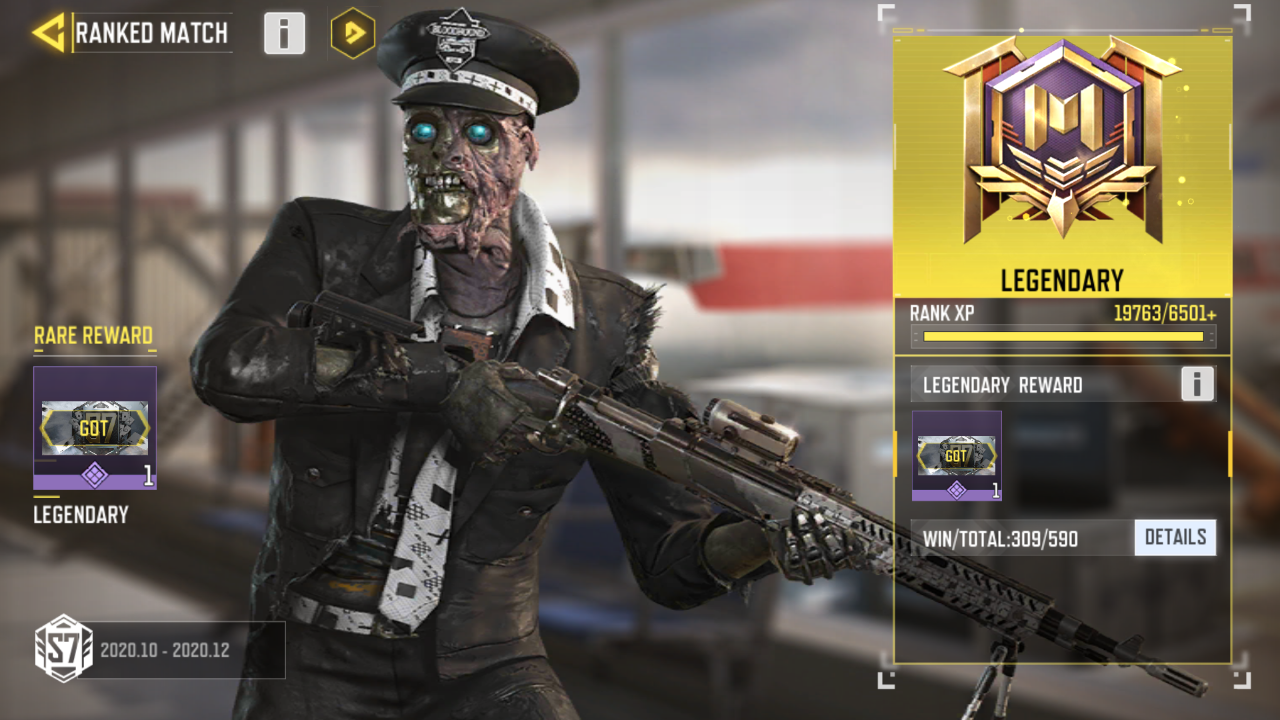 RANKED MATCH
BLOODHOUND
LEGENDARY
RANK XP 19763/6501+
LEGENDARY REWARD
GOT
1
WIN/TOTAL:309/590 DETAILS
RARE REWARD
GOT
1
LEGENDARY
S7 2020.10 - 2020.12